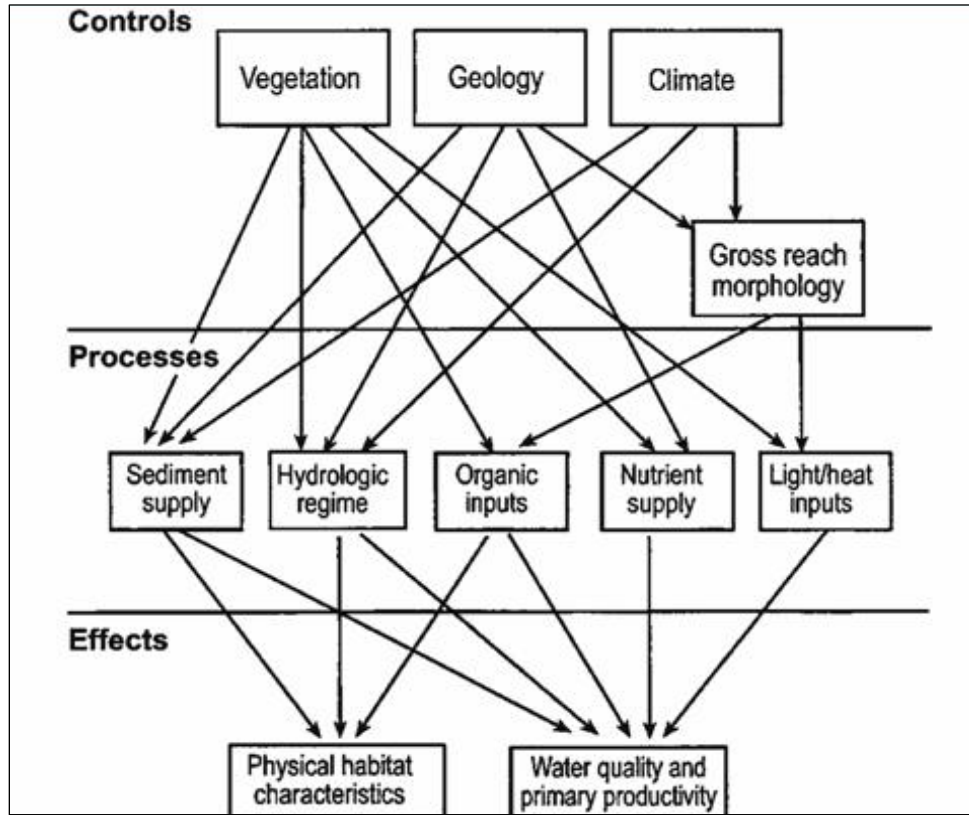 Controls
Vegetation
Geology
Climate
Gross reach
morphology
Processes
Sediment
supply
Hydrologic
regime
Organic
inputs
Nutrient
supply
Light/heat
inputs
Effects
Physical habitat
characteristics
Water quality and
primary productivity